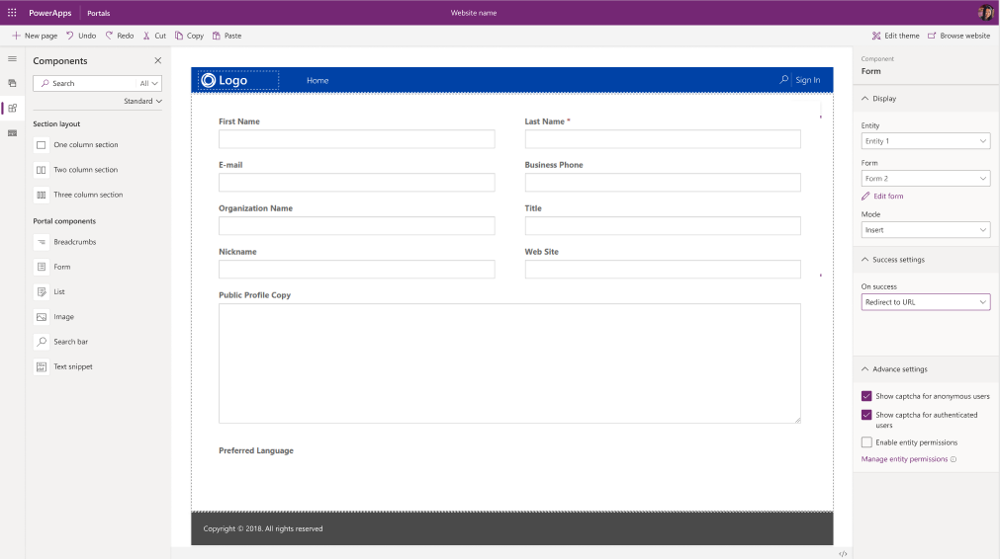 PowerApps
Portals
Website name
New page
Undo
Redo
Cut
Copy
Paste
Edit theme
Browse website
Components
Search
All
Standard
Section layout
One column section
Two column section
Three column section
Portal components
Breadcrumbs
Form
List
Image
Search bar
Text snippet
Logo
Home
Sign In
First Name
Last Name *
E-mail
Business Phone
Organization Name
Title
Nickname
Web Site
Public Profile Copy
Preferred Language
Copyright © 2018. All rights reserved
</>
Component
Form
Display
Entity
Entity 1
Form
Form 2
Edit form
Mode
Insert
Success settings
On success
Redirect to URL
Advance settings
Show captcha for anonymous users
Show captcha for authenticated
users
Enable entity permissions
Manage entity permissions